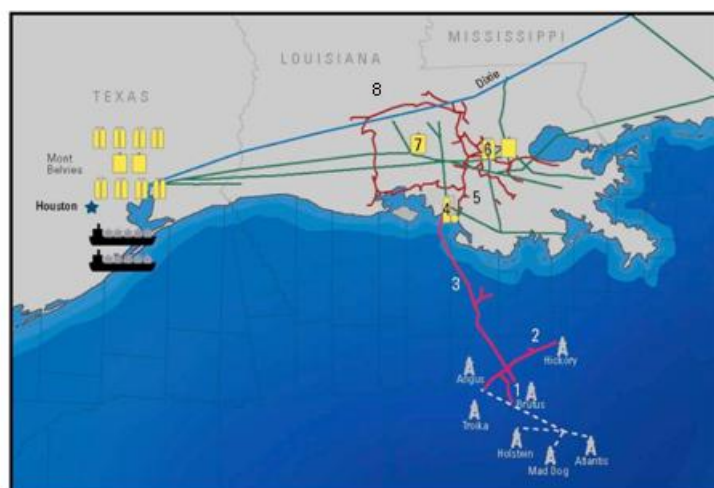 MISSISSIPPI
LOUISIANA
Dixie
8
TEXAS
7
6
Mont
Belvieu
5
Houston
4
3
2
Hickory
Angus
1
Brutus
Troika
Holstein
Atlantis
Mad Dog